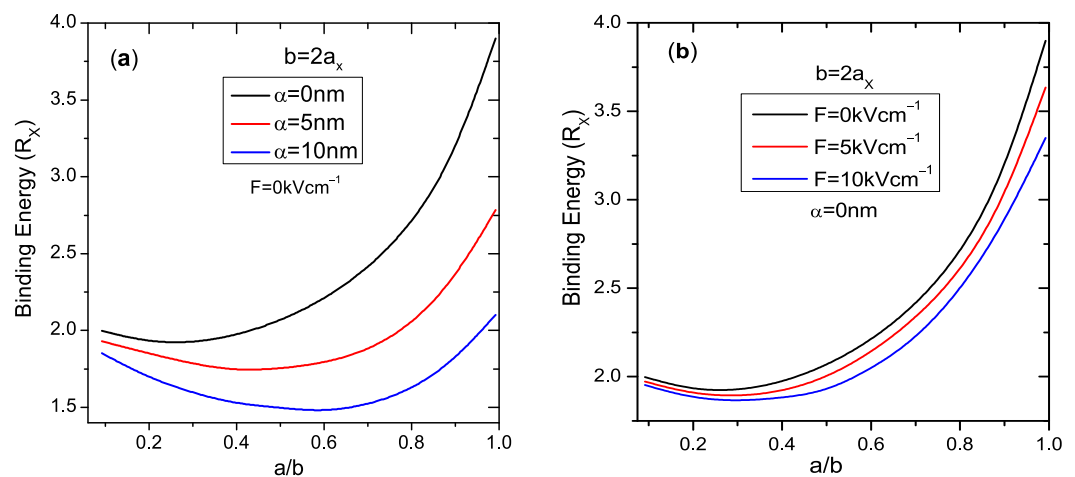 (a)
b=2aₓ
α=0nm
α=5nm
α=10nm
F=0kVcm⁻¹
4.0
3.5
3.0
2.5
2.0
1.5
Binding Energy (R_X)
0.2 0.4 0.6 0.8 1.0
a/b
(b)
b=2a_X
F=0kVcm⁻¹
F=5kVcm⁻¹
F=10kVcm⁻¹
α=0nm
4.0
3.5
3.0
2.5
2.0
Binding Energy (R_X)
0.2 0.4 0.6 0.8 1.0
a/b